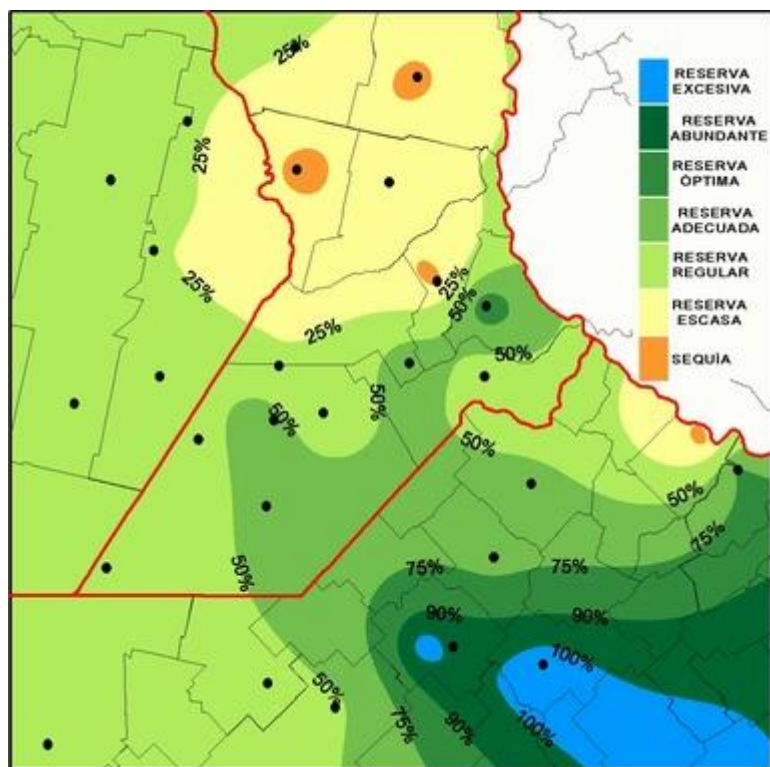 25%
RESERVA
EXCESIVA
RESERVA
ABUNDANTE
25%
RESERVA
ÓPTIMA
RESERVA
ADECUADA
RESERVA
REGULAR
25%
25%
50%
RESERVA
ESCASA
25%
50%
SEQUÌA
50%
50%
50%
50%
75%
50%
75%
75%
90%
90%
100%
50%
75%
90%
100%